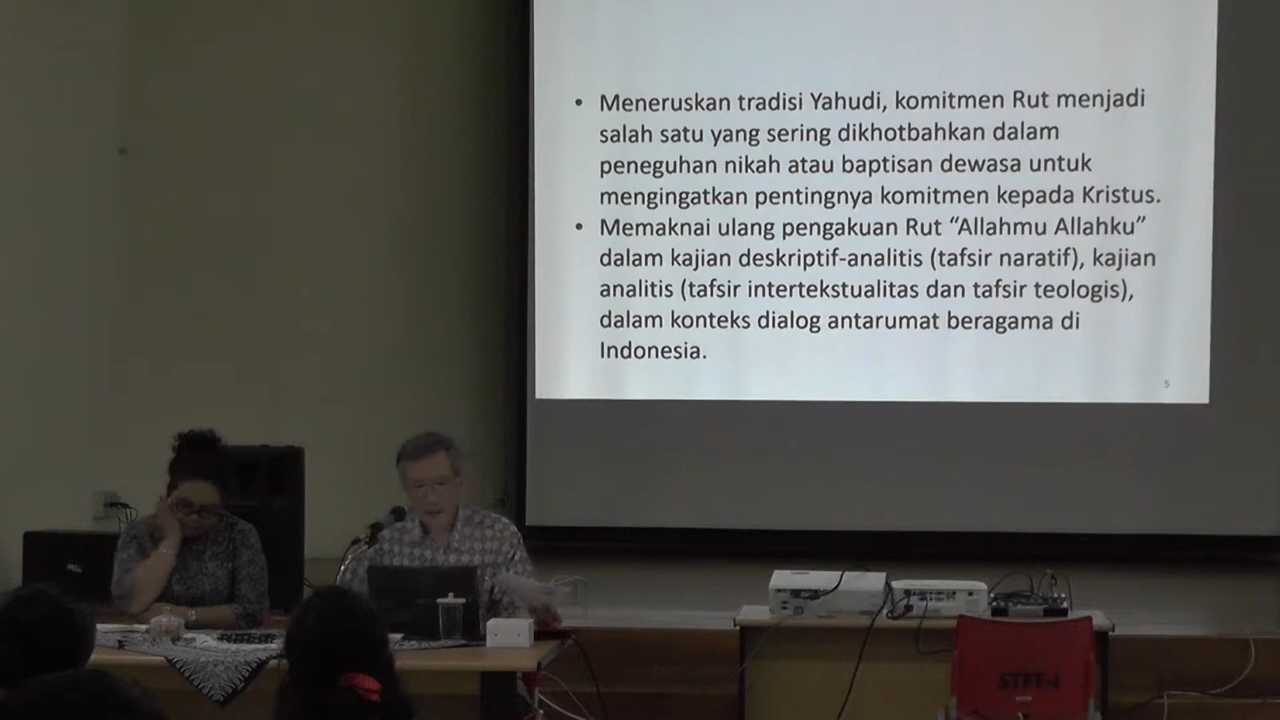 • Meneruskan tradisi Yahudi, komitmen Rut menjadi
salah satu yang sering dikhotbahkan dalam
peneguhan nikah atau baptisan dewasa untuk
mengingatkan pentingnya komitmen kepada Kristus.
• Memaknai ulang pengakuan Rut “Allahmu Allahku”
dalam kajian deskriptif-analitis (tafsir naratif), kajian
analitis (tafsir intertekstualitas dan tafsir teologis),
dalam konteks dialog antarumat beragama di
Indonesia.
5
STFT-J